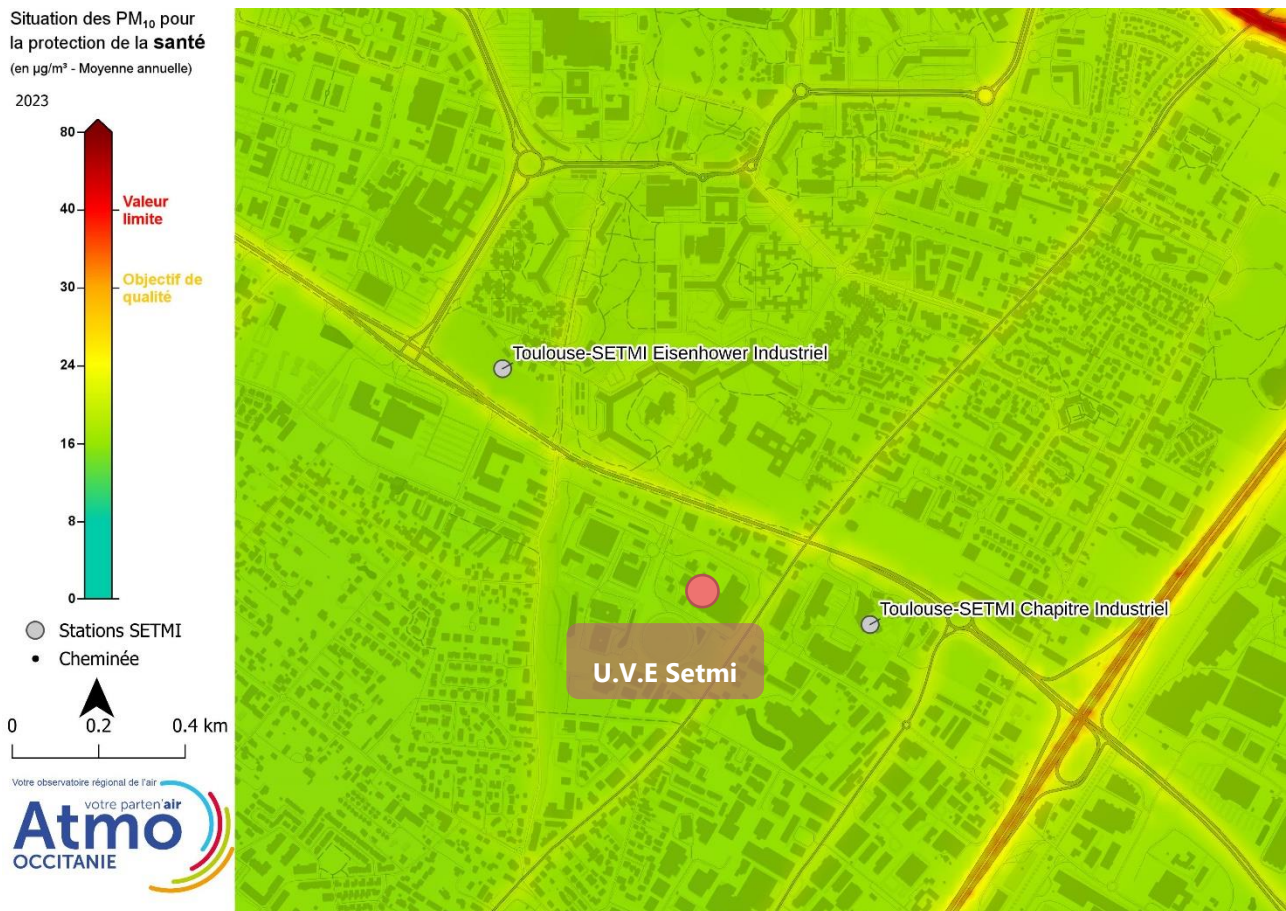 Situation des PM₁₀ pour
la protection de la santé
(en µg/m³ - Moyenne annuelle)
2023
80
Valeur
limite
40
Objectif de
qualité
30
24
16
8
0
Stations SETMI
Cheminée
0 0.2 0.4 km
Votre observatoire régional de l'air
votre parten'air
Atmo
OCCITANIE
Toulouse-SETMI Eisenhower Industriel
Toulouse-SETMI Chapitre Industriel
U.V.E Setmi